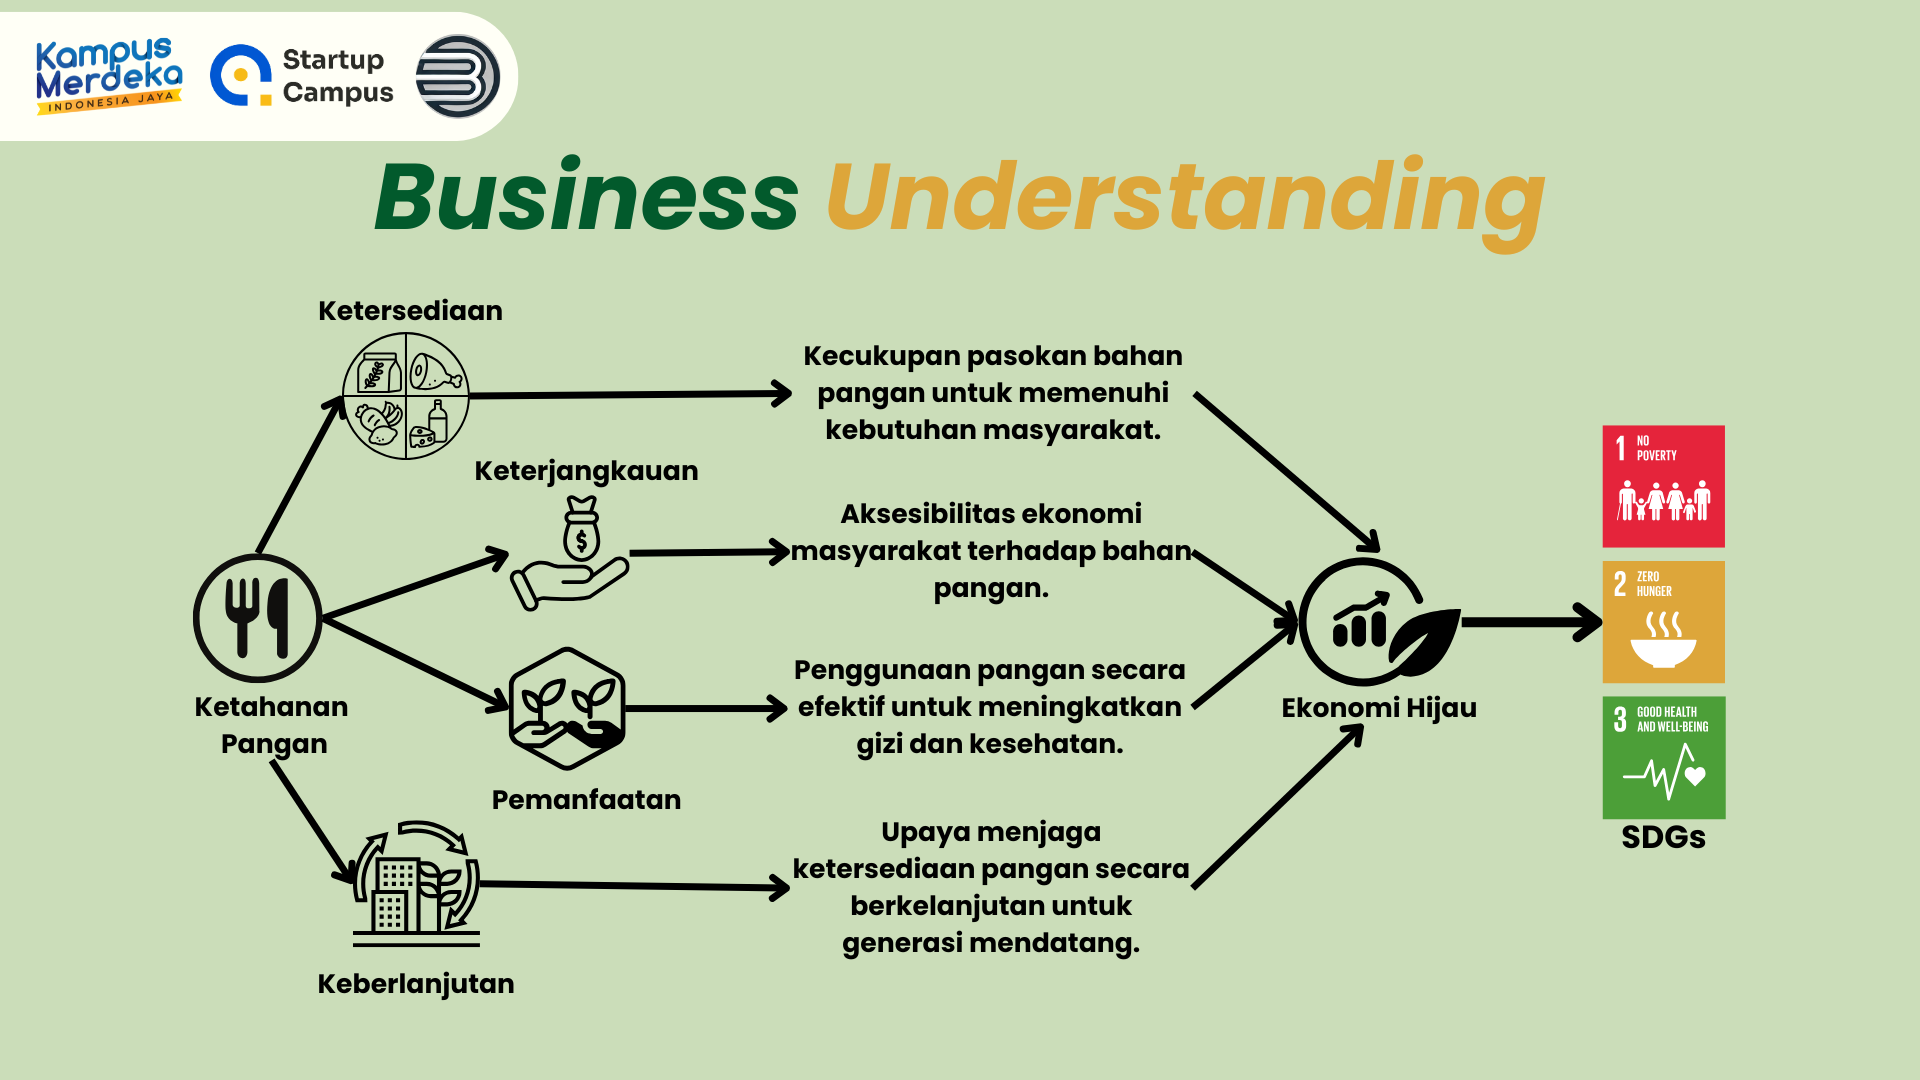 Kampus
Merdeka
INDONESIA JAYA
Startup
Campus
Business Understanding
Ketersediaan
Kecukupan pasokan bahan
pangan untuk memenuhi
kebutuhan masyarakat.
Keterjangkauan
$
Aksesibilitas ekonomi
masyarakat terhadap bahan
pangan.
Ketahanan
Pangan
Penggunaan pangan secara
efektif untuk meningkatkan
gizi dan kesehatan.
Pemanfaatan
Upaya menjaga
ketersediaan pangan secara
berkelanjutan untuk
generasi mendatang.
Keberlanjutan
Ekonomi Hijau
1 NO
POVERTY
2 ZERO
HUNGER
3 GOOD HEALTH
AND WELL-BEING
SDGs